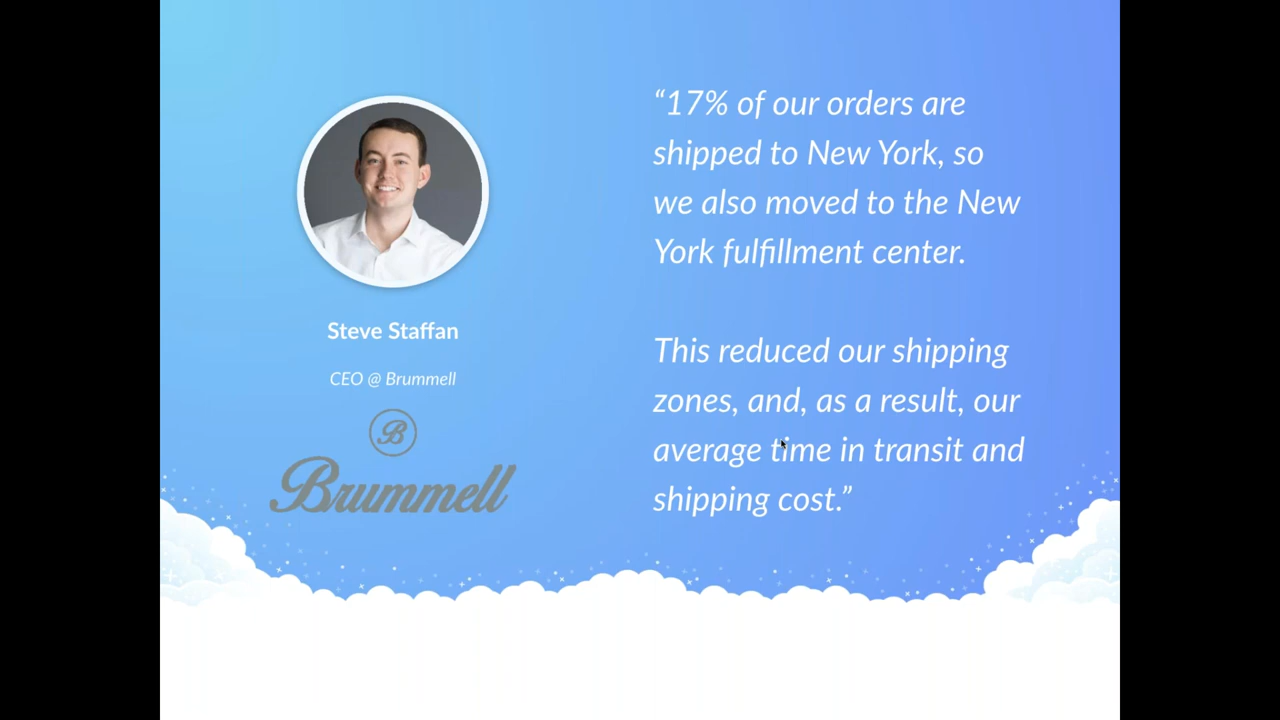 Steve Staffan
CEO @ Brummell
B
Brummell
“17% of our orders are
shipped to New York, so
we also moved to the New
York fulfillment center.
This reduced our shipping
zones, and, as a result, our
average time in transit and
shipping cost.”